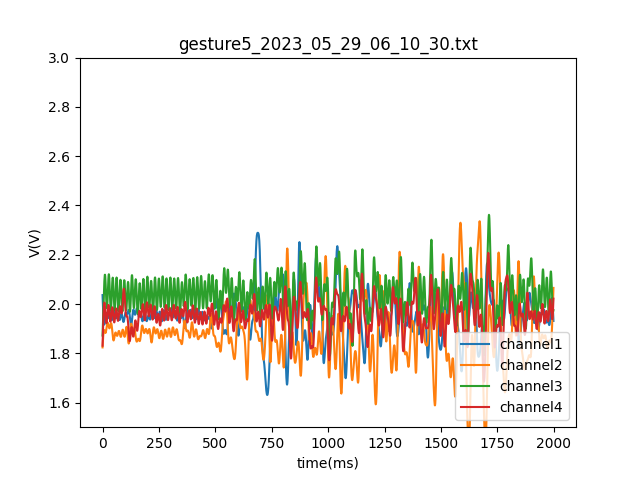 gesture5_2023_05_29_06_10_30.txt
3.0
2.8
2.6
2.4
2.2
2.0
1.8
1.6
V(V)
channel1
channel2
channel3
channel4
0 250 500 750 1000 1250 1500 1750 2000
time(ms)